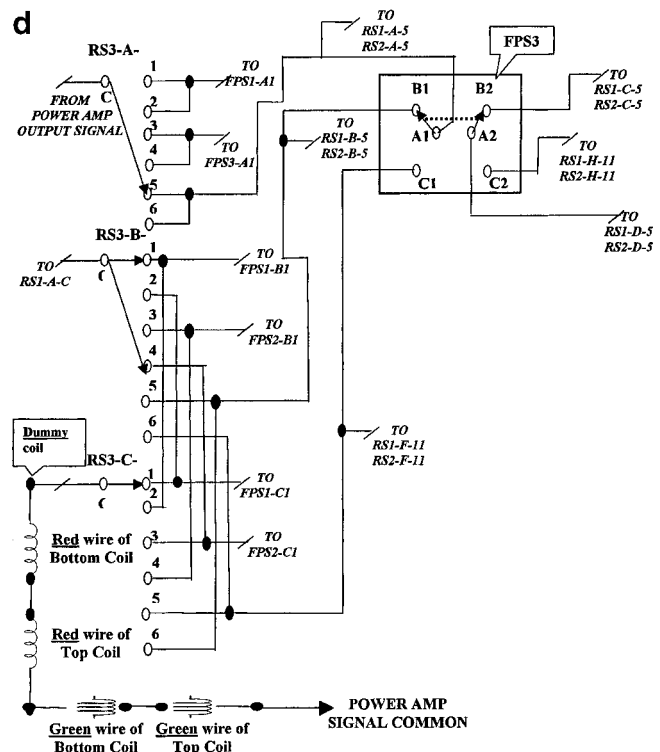 d
RS3-A-
1
C
FROM
POWER AMP
OUTPUT SIGNAL
2
3
4
5
6
TO
FPS1-A1
TO
FPS3-A1
TO
RS1-A-5
RS2-A-5
FPS3
B1
B2
A1
A2
C1
C2
TO
RS1-C-5
RS2-C-5
TO
RS1-B-5
RS2-B-5
TO
RS1-H-11
RS2-H-11
TO
RS1-D-5
RS2-D-5
RS3-B-
1
TO
RS1-A-C
C
2
3
4
5
6
TO
FPS1-B1
TO
FPS2-B1
TO
RS1-F-11
RS2-F-11
Dummy
coil
RS3-C-
1
C
2
3
4
5
6
TO
FPS1-C1
TO
FPS2-C1
Red wire of
Bottom Coil
Red wire of
Top Coil
Green wire of
Bottom Coil
Green wire of
Top Coil
POWER AMP
SIGNAL COMMON